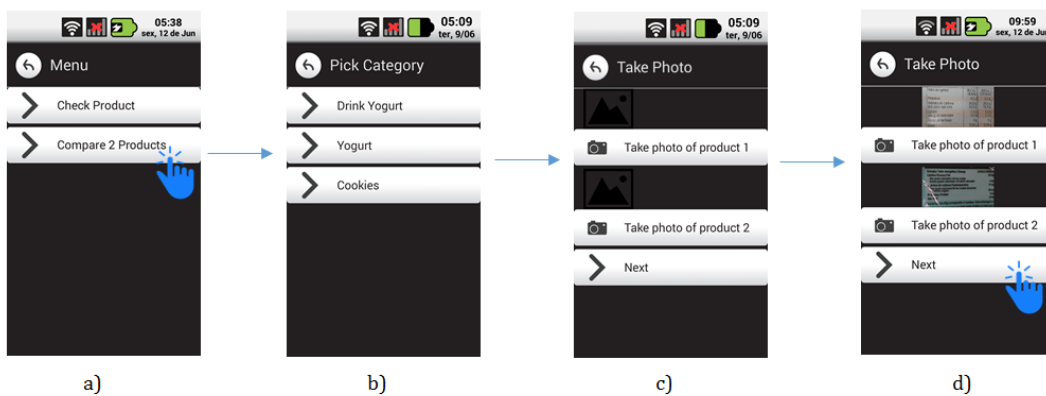 05:38
sex, 12 de Jun
Menu
Check Product
Compare 2 Products
a)
05:09
ter, 9/06
Pick Category
Drink Yogurt
Yogurt
Cookies
b)
05:09
ter, 9/06
Take Photo
Take photo of product 1
Take photo of product 2
Next
c)
09:59
sex, 12 de Jun
Take Photo
Take photo of product 1
Take photo of product 2
Next
d)